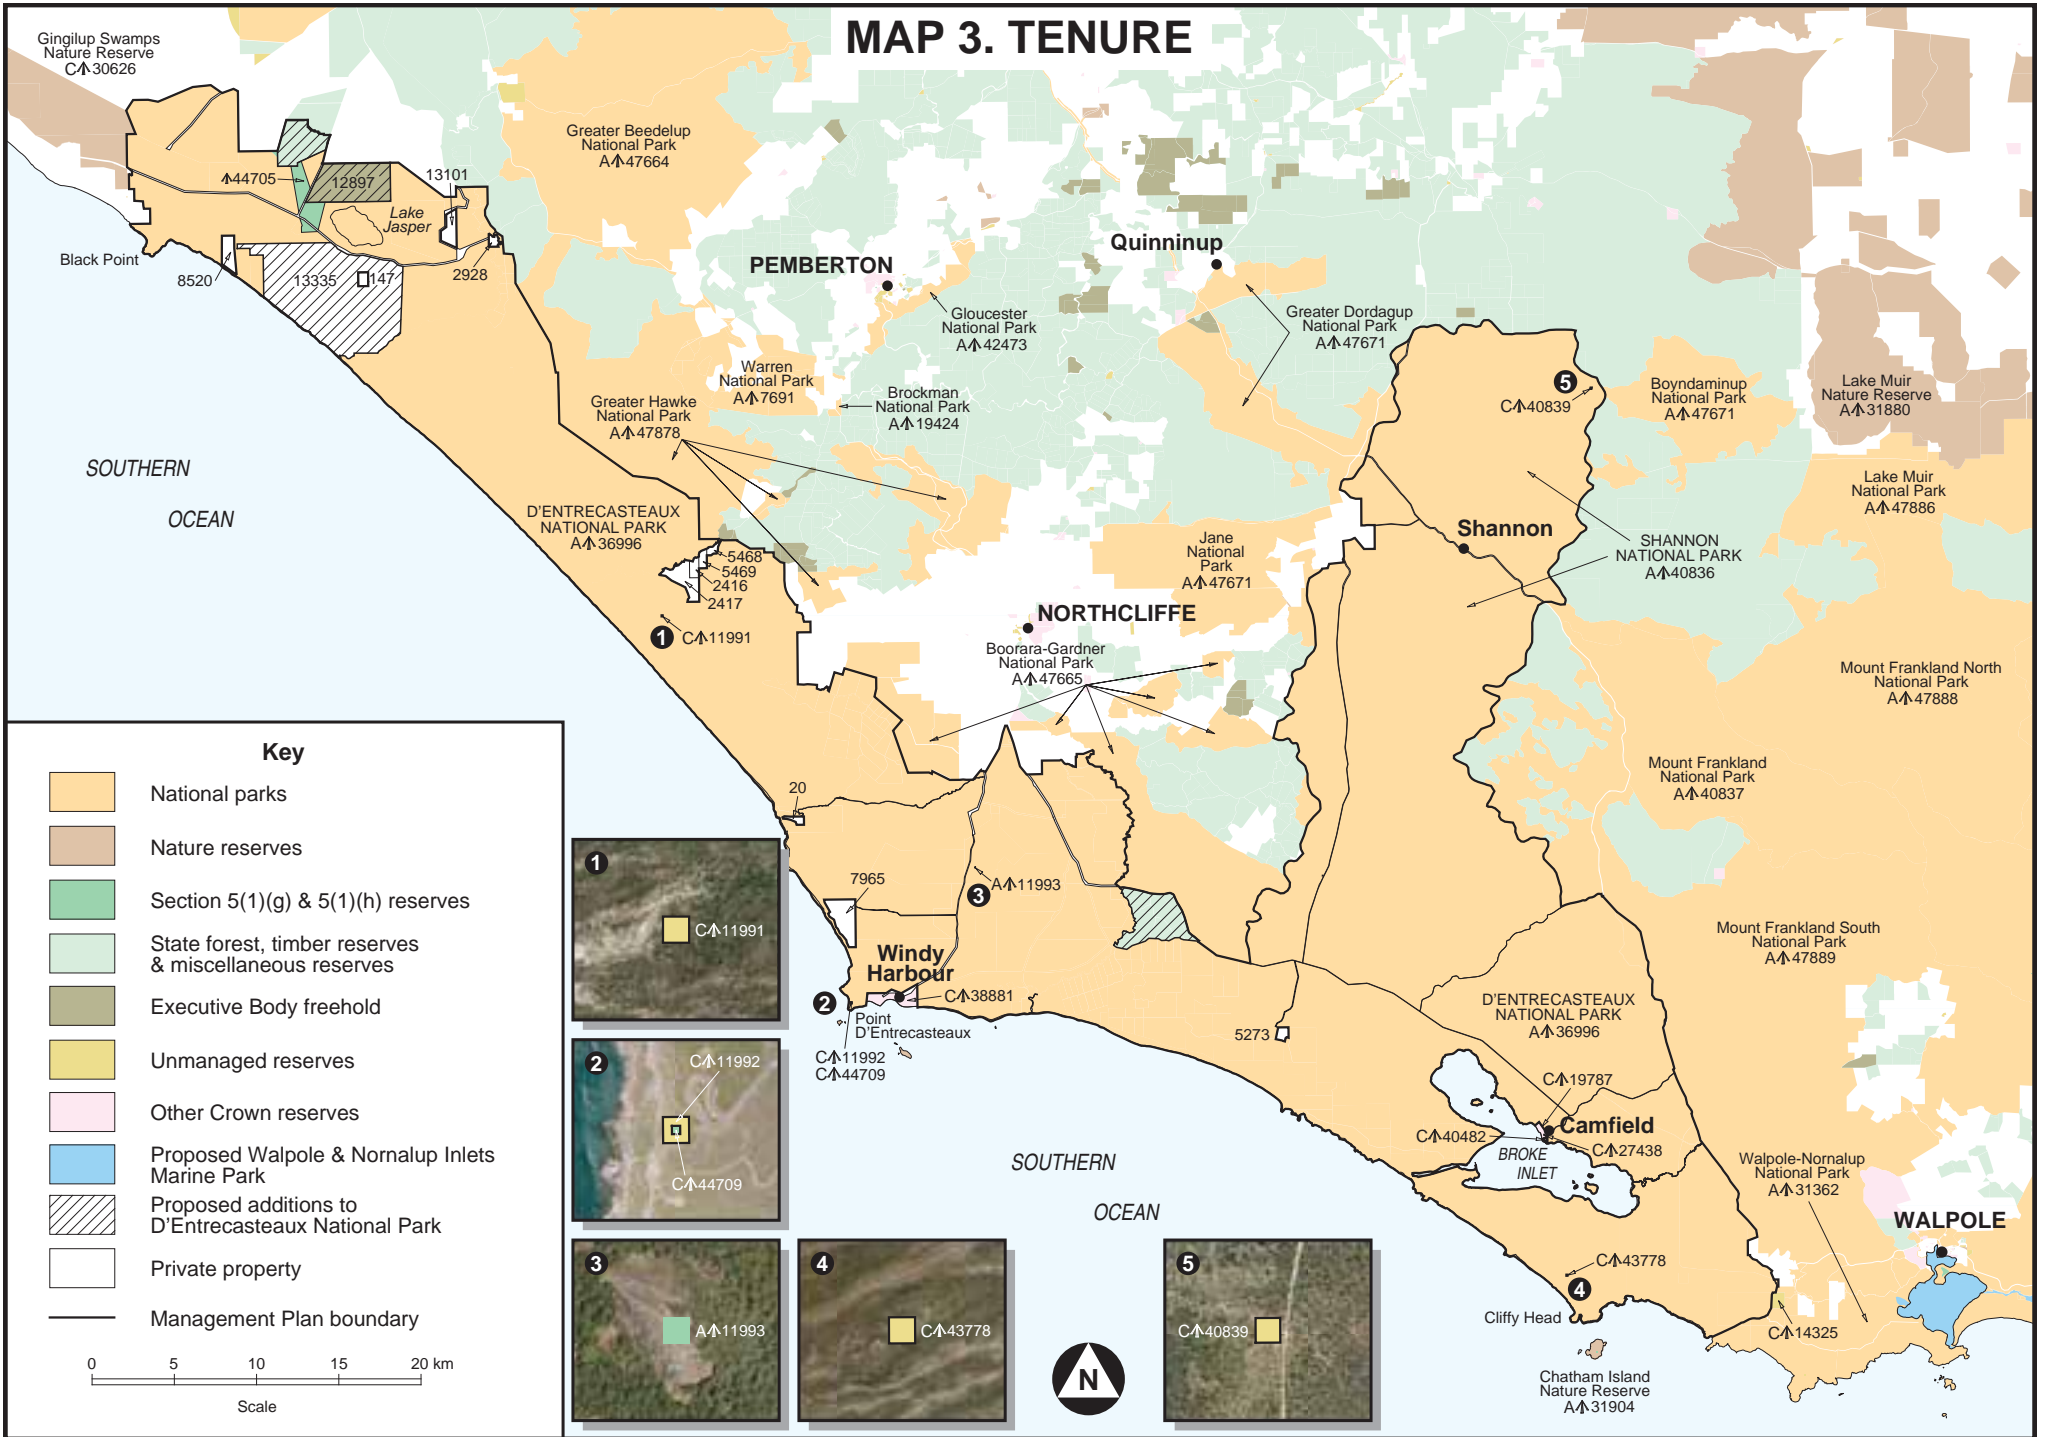 MAP 3. TENURE
Gingilup Swamps
Nature Reserve
C 30626
Greater Beedelup
National Park
A 47664
44705
12897
13101
Lake
Jasper
Black Point
8520
13335
147
2928
PEMBERTON
Quinninup
Gloucester
National Park
A 42473
Greater Dordagup
National Park
A 47671
Warren
National Park
A 7691
Brockman
National Park
A 19424
Greater Hawke
National Park
A 47878
5
C 40839
Boyndaminup
National Park
A 47671
Lake Muir
Nature Reserve
A 31880
Lake Muir
National Park
A 47886
SOUTHERN
OCEAN
D'ENTRECASTEAUX
NATIONAL PARK
A 36996
5468
5469
2416
2417
1
C 11991
Jane
National
Park
A 47671
Shannon
SHANNON
NATIONAL PARK
A 40836
NORTHCLIFFE
Boorara-Gardner
National Park
A 47665
Mount Frankland North
National Park
A 47888
Mount Frankland
National Park
A 40837
20
7965
3
A 11993
Windy
Harbour
C 38881
2
Point
D'Entrecasteaux
C 11992
C 44709
Mount Frankland South
National Park
A 47889
D'ENTRECASTEAUX
NATIONAL PARK
A 36996
5273
C 19787
Camfield
C 40482
C 27438
BROKE
INLET
Walpole-Nornalup
National Park
A 31362
WALPOLE
SOUTHERN
OCEAN
C 43778
4
Cliffy Head
C 14325
Chatham Island
Nature Reserve
A 31904
Key
National parks
Nature reserves
Section 5(1)(g) & 5(1)(h) reserves
State forest, timber reserves
& miscellaneous reserves
Executive Body freehold
Unmanaged reserves
Other Crown reserves
Proposed Walpole & Nornalup Inlets
Marine Park
Proposed additions to
D'Entrecasteaux National Park
Private property
Management Plan boundary
0 5 10 15 20 km
Scale
1
C 11991
2
C 11992
C 44709
3
A 11993
4
C 43778
5
C 40839
N